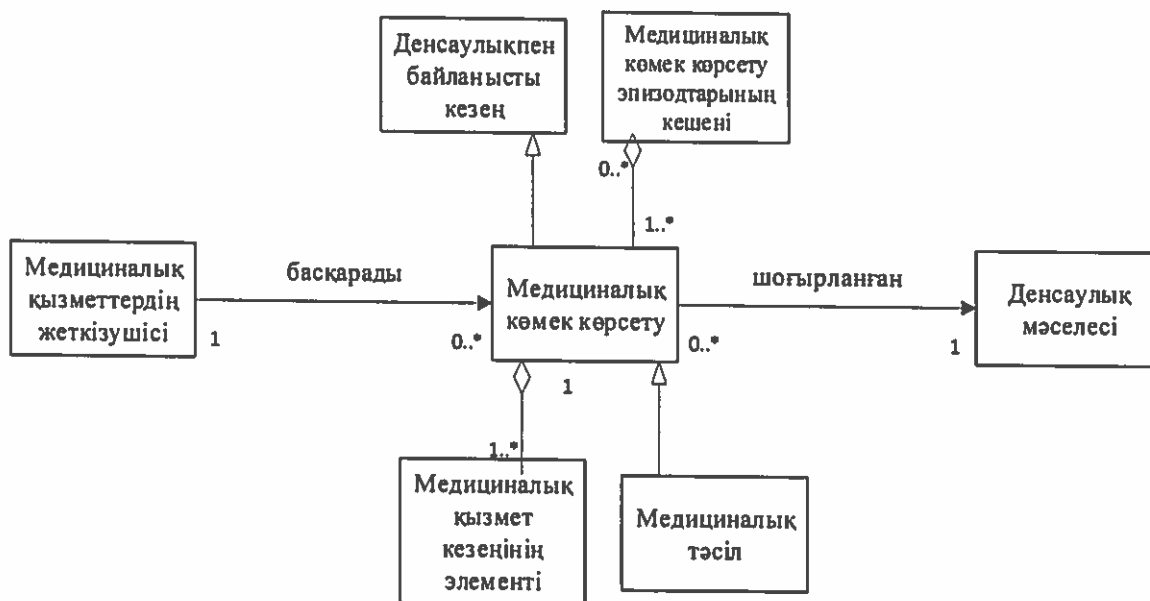 Денсаулықпен
байланысты
кезең
Медициналық
көмек көрсету
эпизодтарының
кешені
0..*
1..*
Медициналық
қызметтердің
жеткізушісі
басқарады
1
0..*
Медициналық
көмек көрсету
шоғырланған
0..*
1
Денсаулық
мәселесі
1
1..*
Медициналық
қызмет
кезеңінің
элементі
Медициналық
тәсіл